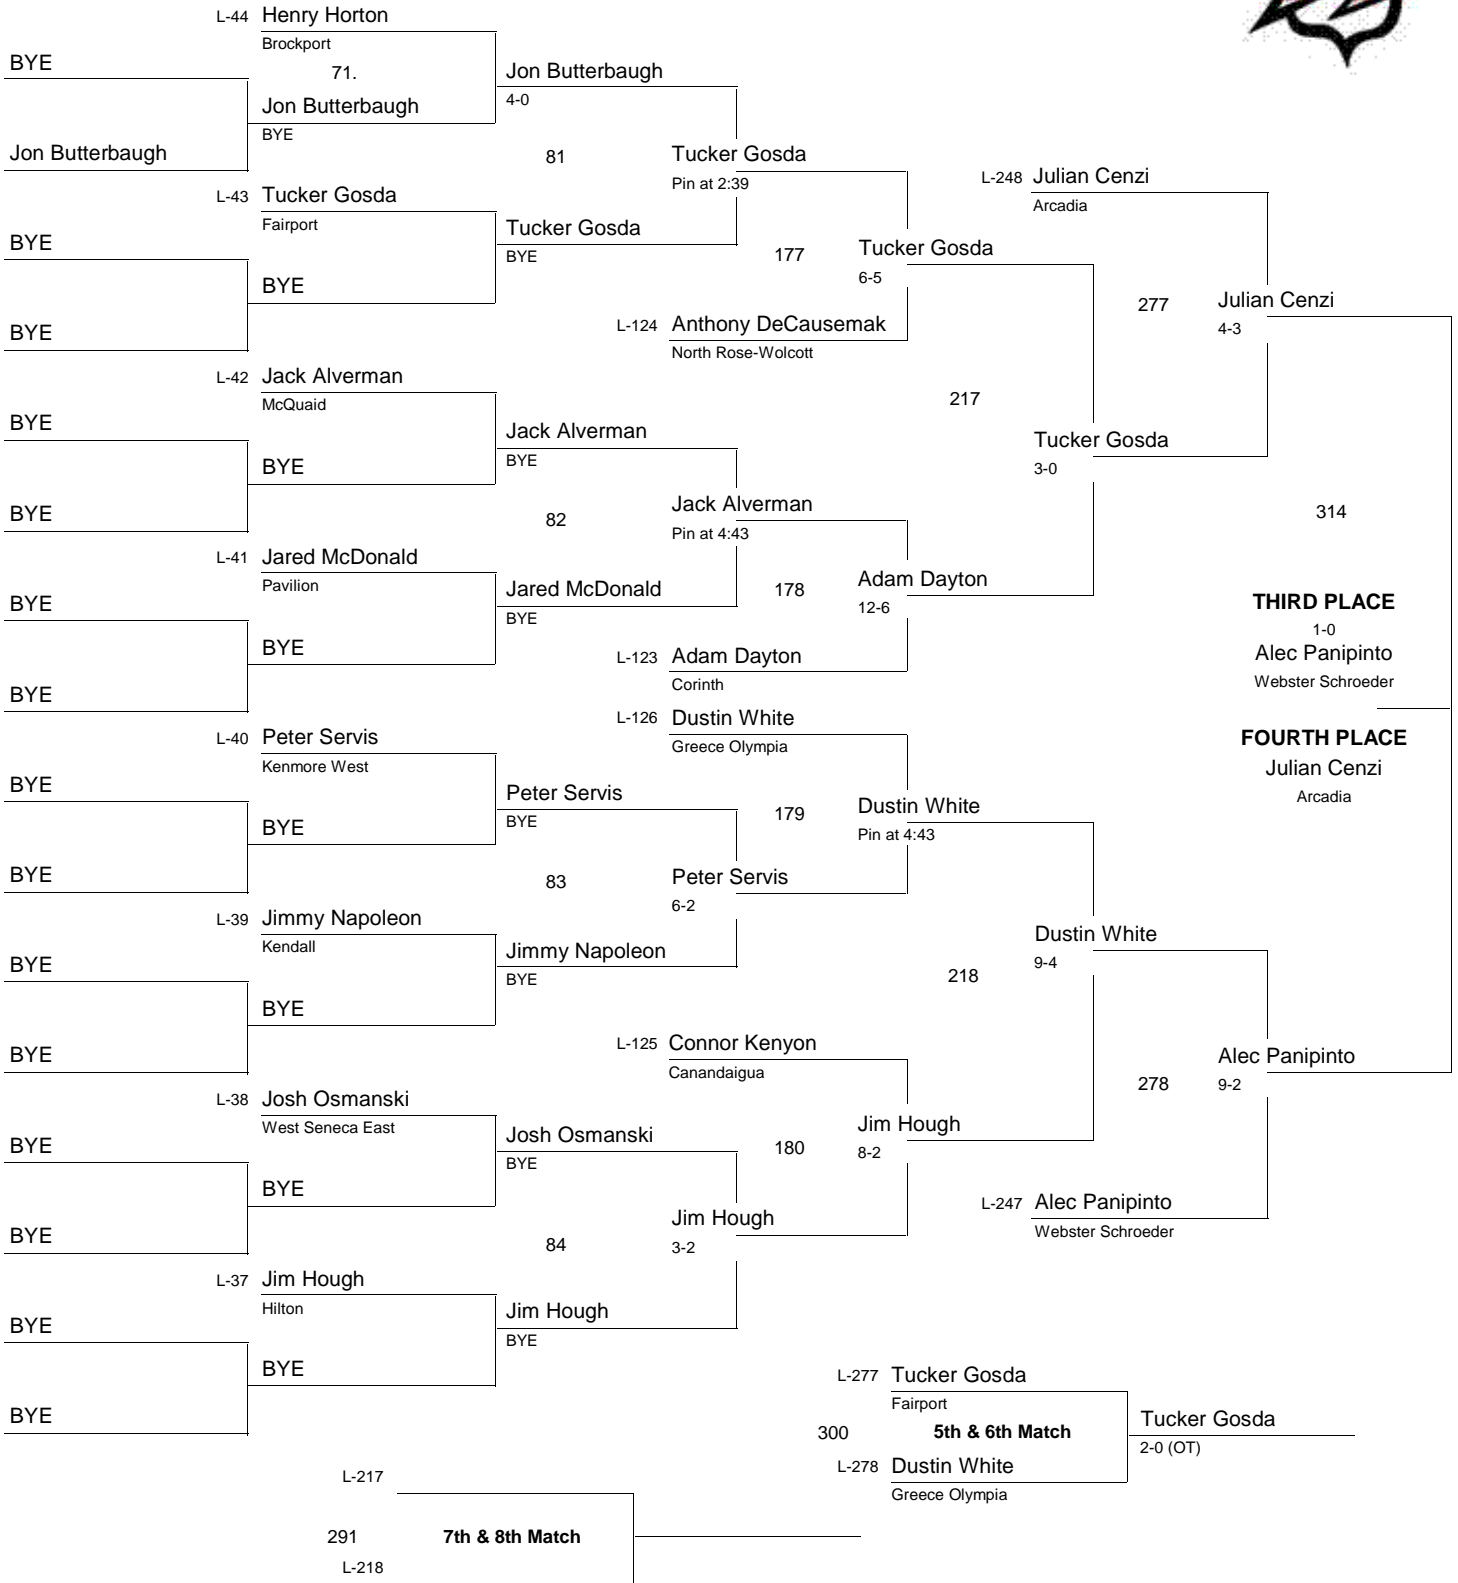 L-44 Henry Horton
Brockport
BYE
71.
Jon Butterbaugh
4-0
Jon Butterbaugh
BYE
Jon Butterbaugh
81
Tucker Gosda
Pin at 2:39
L-248 Julian Cenzi
Arcadia
L-43 Tucker Gosda
Fairport
Tucker Gosda
BYE
BYE
177
Tucker Gosda
6-5
BYE
BYE
277
Julian Cenzi
4-3
L-124 Anthony DeCausemak
North Rose-Wolcott
L-42 Jack Alverman
McQuaid
217
BYE
Jack Alverman
BYE
Tucker Gosda
3-0
BYE
BYE
82
Jack Alverman
Pin at 4:43
314
L-41 Jared McDonald
Pavilion
Jared McDonald
BYE
178
Adam Dayton
12-6
BYE
THIRD PLACE
1-0
Alec Panipinto
Webster Schroeder
BYE
L-123 Adam Dayton
Corinth
BYE
L-126 Dustin White
Greece Olympia
L-40 Peter Servis
Kenmore West
FOURTH PLACE
Julian Cenzi
Arcadia
BYE
Peter Servis
BYE
179
Dustin White
Pin at 4:43
BYE
BYE
83
Peter Servis
6-2
L-39 Jimmy Napoleon
Kendall
Dustin White
9-4
Jimmy Napoleon
BYE
BYE
218
BYE
L-125 Connor Kenyon
Canandaigua
BYE
Alec Panipinto
9-2
278
L-38 Josh Osmanski
West Seneca East
Jim Hough
8-2
Josh Osmanski
BYE
180
BYE
BYE
L-247 Alec Panipinto
Webster Schroeder
Jim Hough
3-2
BYE
84
L-37 Jim Hough
Hilton
Jim Hough
BYE
BYE
BYE
L-277 Tucker Gosda
Fairport
BYE
Tucker Gosda
2-0 (OT)
300 5th & 6th Match
L-278 Dustin White
Greece Olympia
L-217
291 7th & 8th Match
L-218